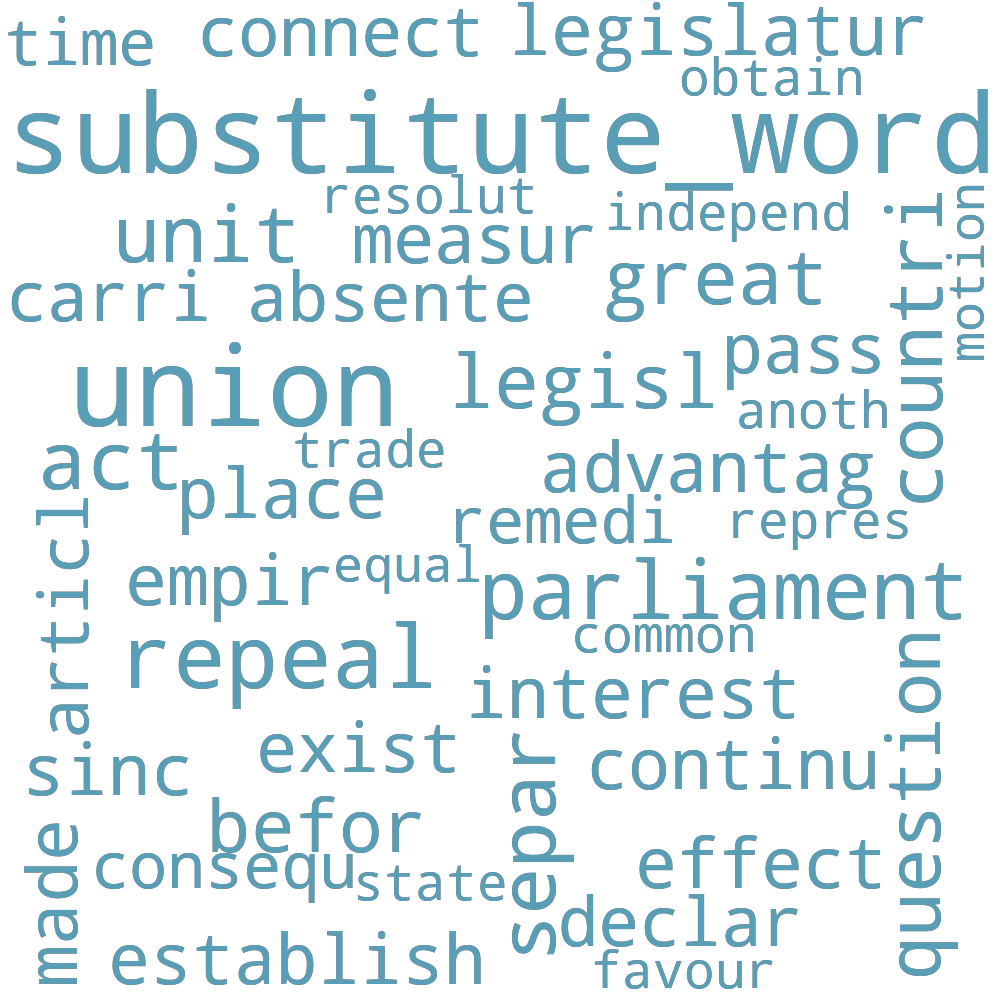 time connect legislatur
obtain
substitute_word
resolut
unit measur independ
motion
countri
carri absente great
union legisl pass
anoth
act trade
place advantag
remedi repres
articl
empir equal parliament
common
repeal interest
question
sinc exist separ continu
befor
made consequ state effect
declar
establish favour